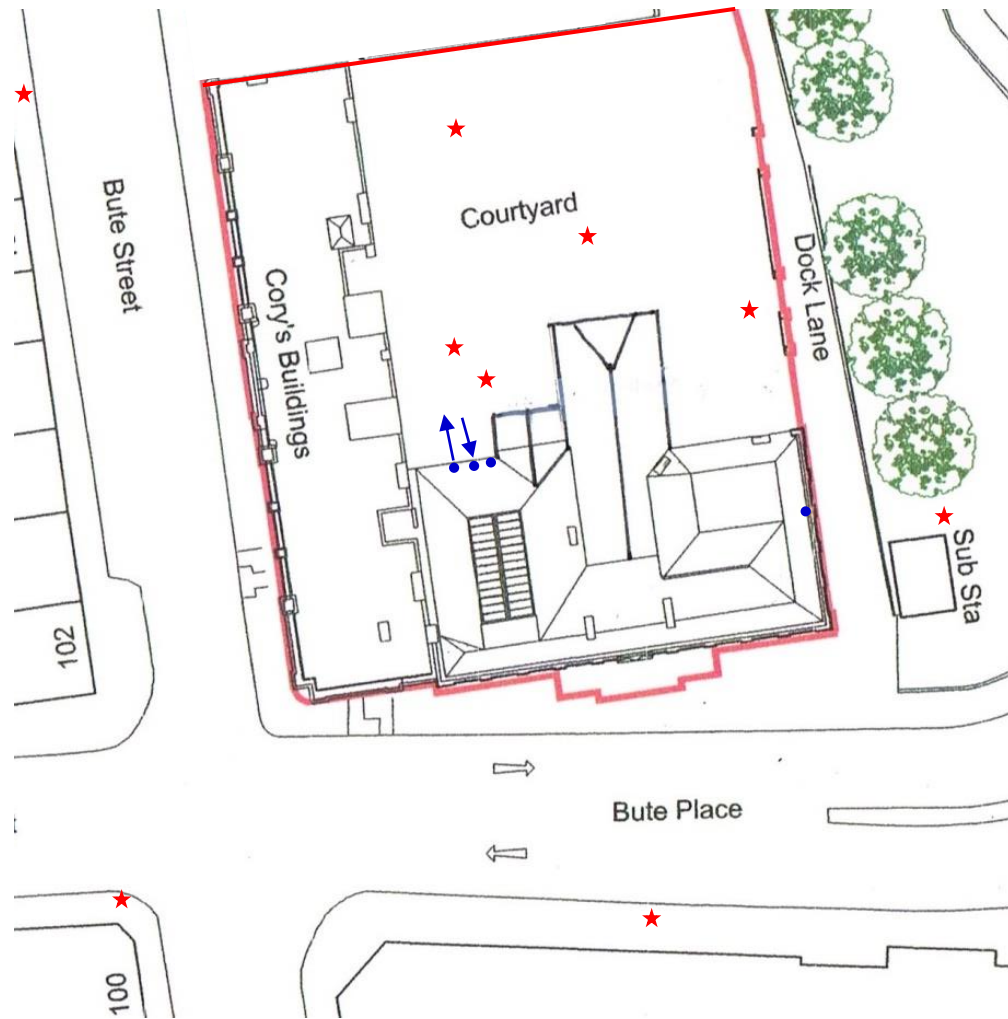 Bute Street
Courtyard
Cory's Buildings
Dock Lane
Sub Sta
102
Bute Place
100